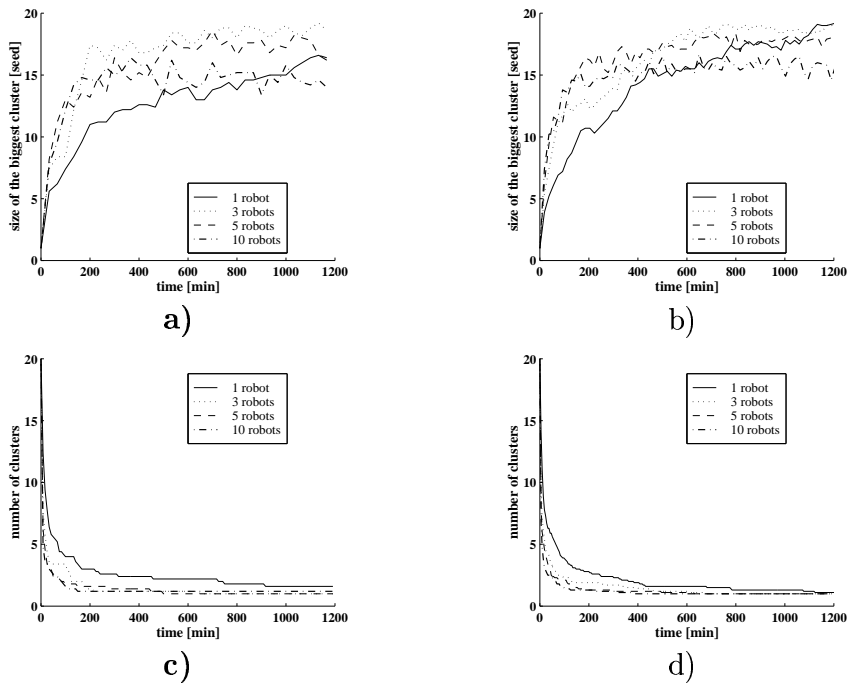 size of the biggest cluster [seed]
20
15
10
5
0
1 robot
3 robots
5 robots
10 robots
0 200 400 600 800 1000 1200
time [min]
a)
size of the biggest cluster [seed]
20
15
10
5
0
1 robot
3 robots
5 robots
10 robots
0 200 400 600 800 1000 1200
time [min]
b)
number of clusters
20
15
10
5
0
1 robot
3 robots
5 robots
10 robots
0 200 400 600 800 1000 1200
time [min]
c)
number of clusters
20
15
10
5
0
1 robot
3 robots
5 robots
10 robots
0 200 400 600 800 1000 1200
time [min]
d)